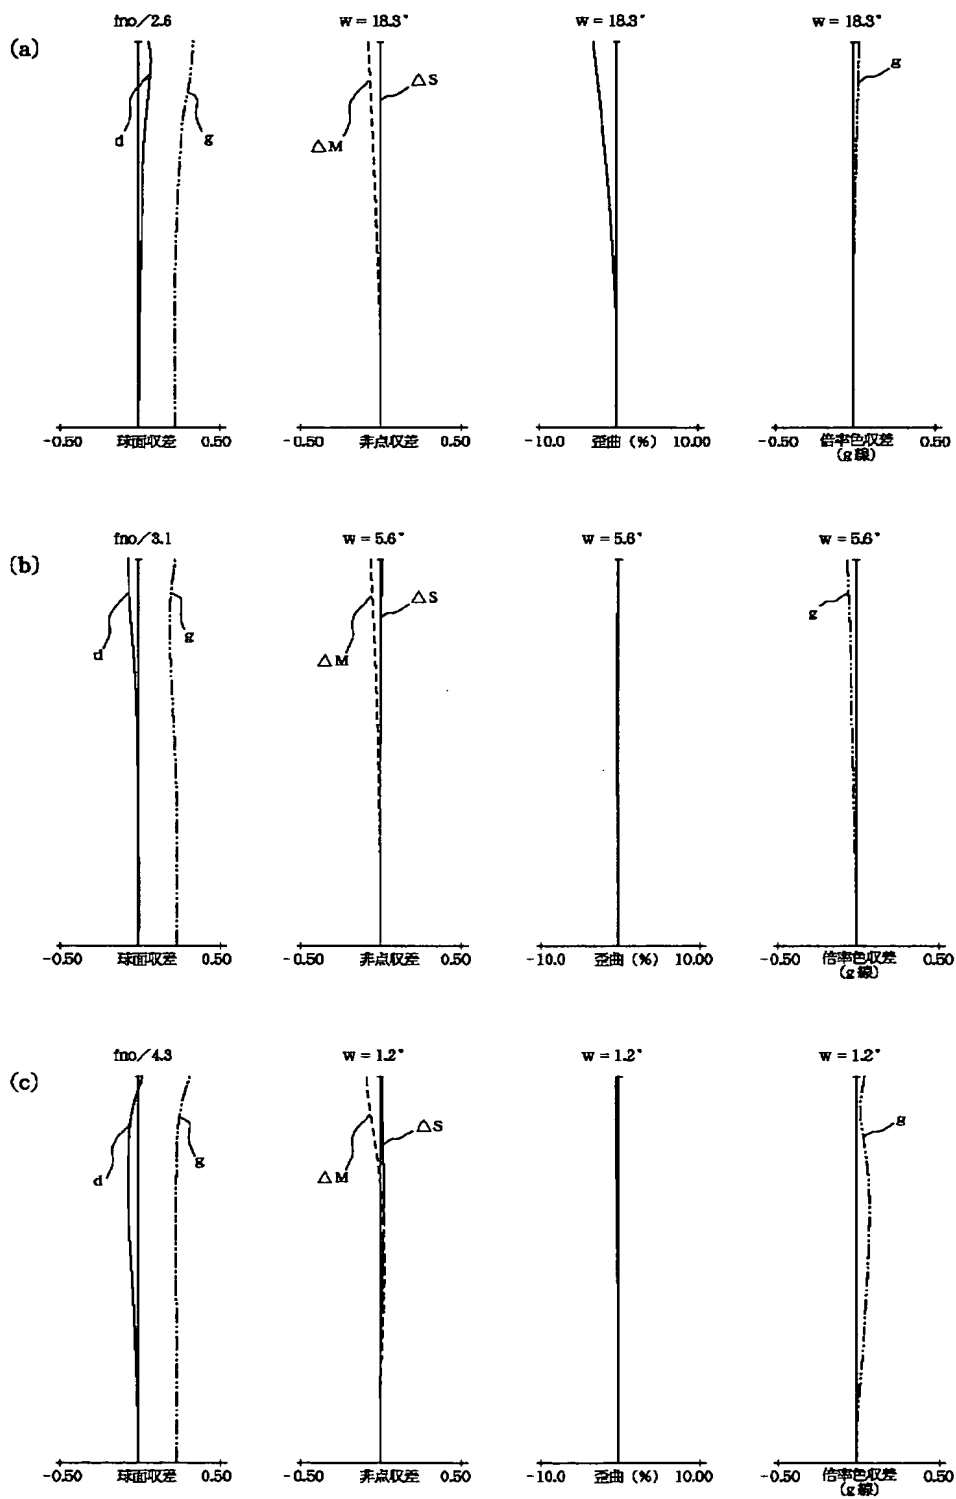 (a)
fno／2.6
d
g
-0.50
球面収差
0.50
w = 18.3°
△S
△M
-0.50
非点収差
0.50
w = 18.3°
-10.0
歪曲 (%)
10.00
w = 18.3°
g
-0.50
倍率色収差
(g線)
0.50
(b)
fno／3.1
d
g
-0.50
球面収差
0.50
w = 5.6°
△S
△M
-0.50
非点収差
0.50
w = 5.6°
-10.0
歪曲 (%)
10.00
w = 5.6°
g
-0.50
倍率色収差
(g線)
0.50
(c)
fno／4.3
d
g
-0.50
球面収差
0.50
w = 1.2°
△S
△M
-0.50
非点収差
0.50
w = 1.2°
-10.0
歪曲 (%)
10.00
w = 1.2°
g
-0.50
倍率色収差
(g線)
0.50